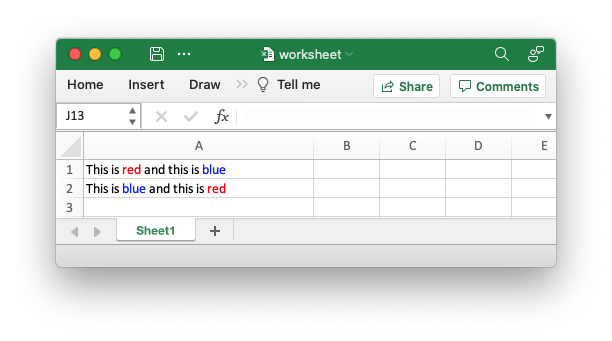 worksheet
Home Insert Draw Tell me Share Comments
J13 fx
A B C D E
1 This is red and this is blue
2 This is blue and this is red
3
Sheet1 +